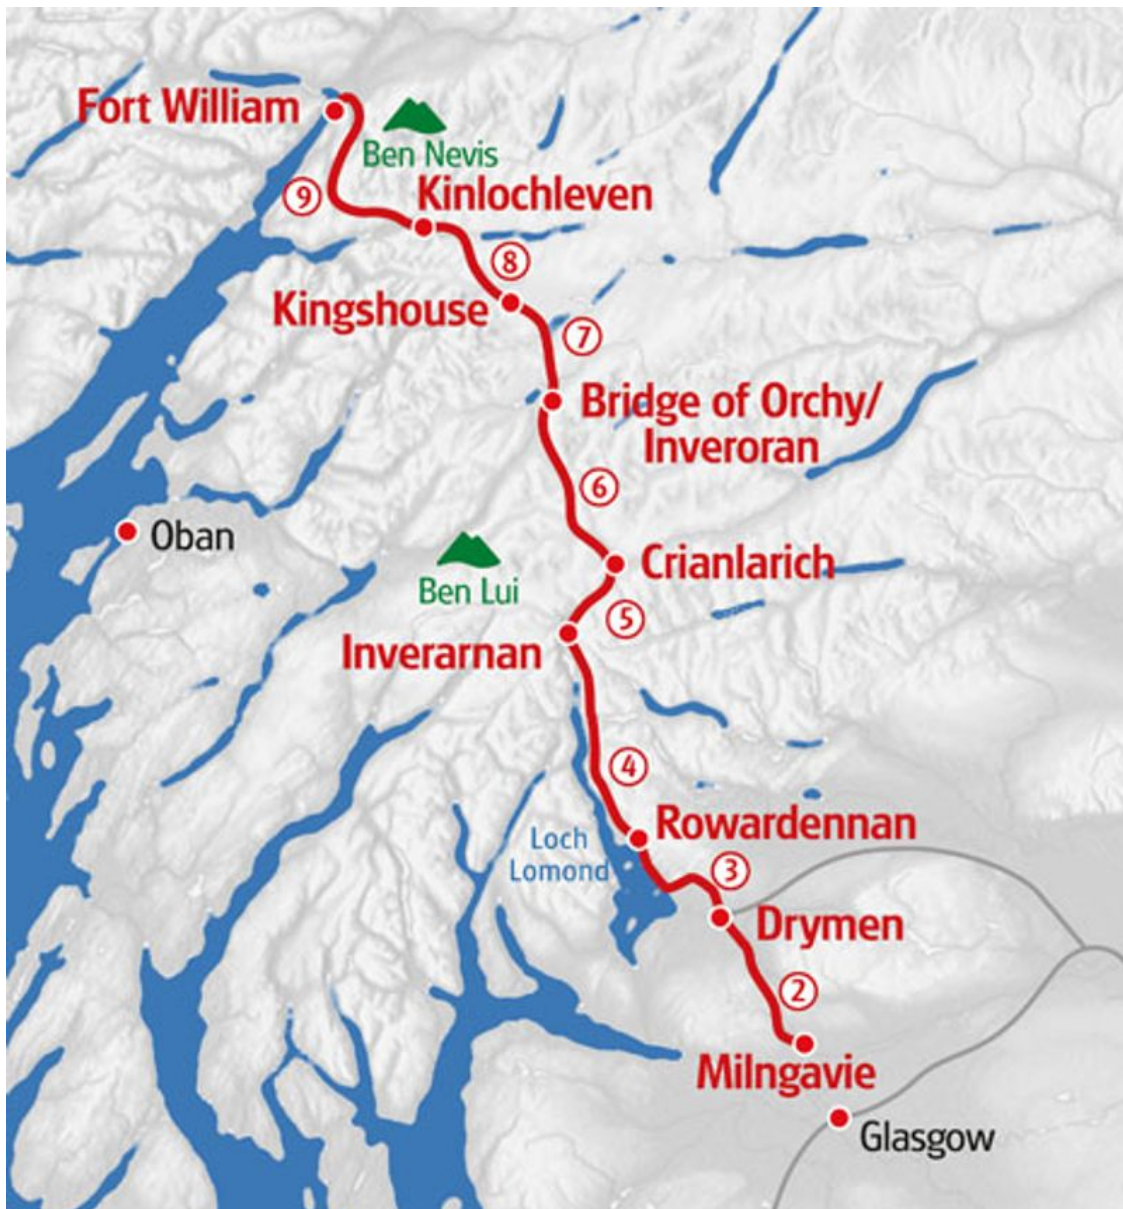 Fort William
Ben Nevis
Kinlochleven
9
8
Kingshouse
7
Bridge of Orchy/
Inveroran
6
Oban
Ben Lui
Crianlarich
5
Inverarnan
4
Rowardennan
Loch
Lomond
3
Drymen
2
Milngavie
Glasgow